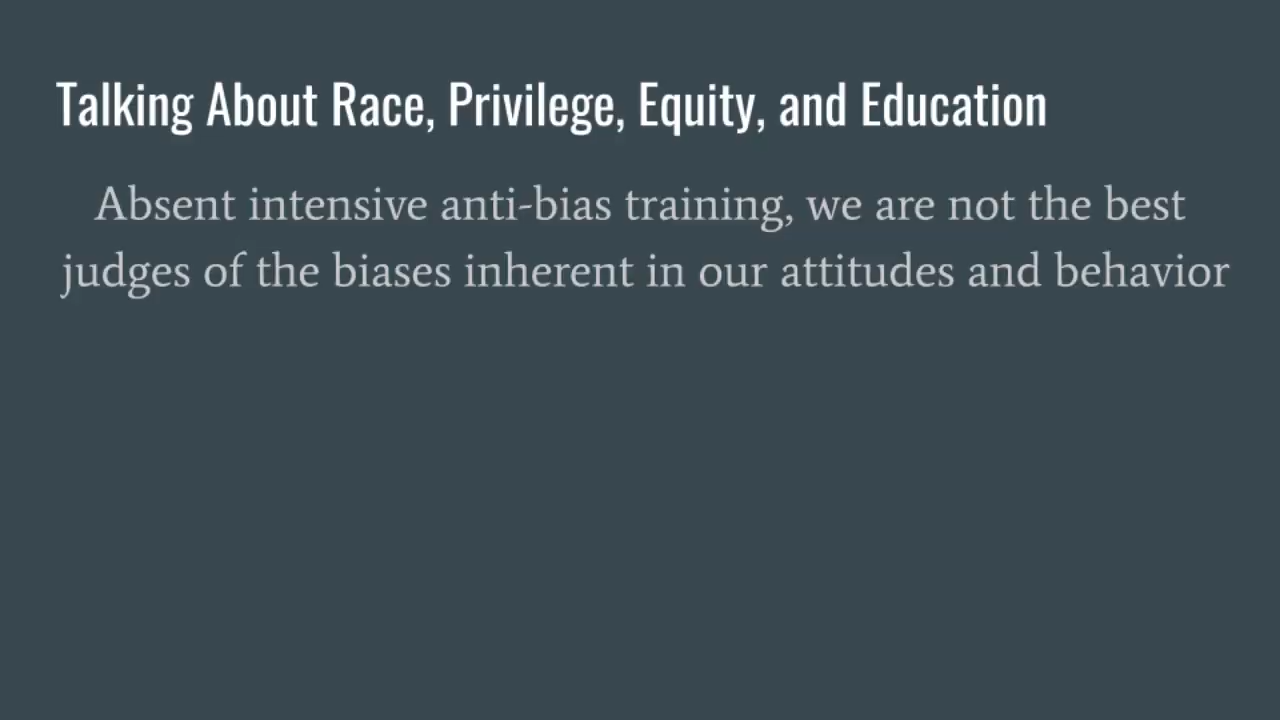 Talking About Race, Privilege, Equity, and Education
Absent intensive anti-bias training, we are not the best
judges of the biases inherent in our attitudes and behavior